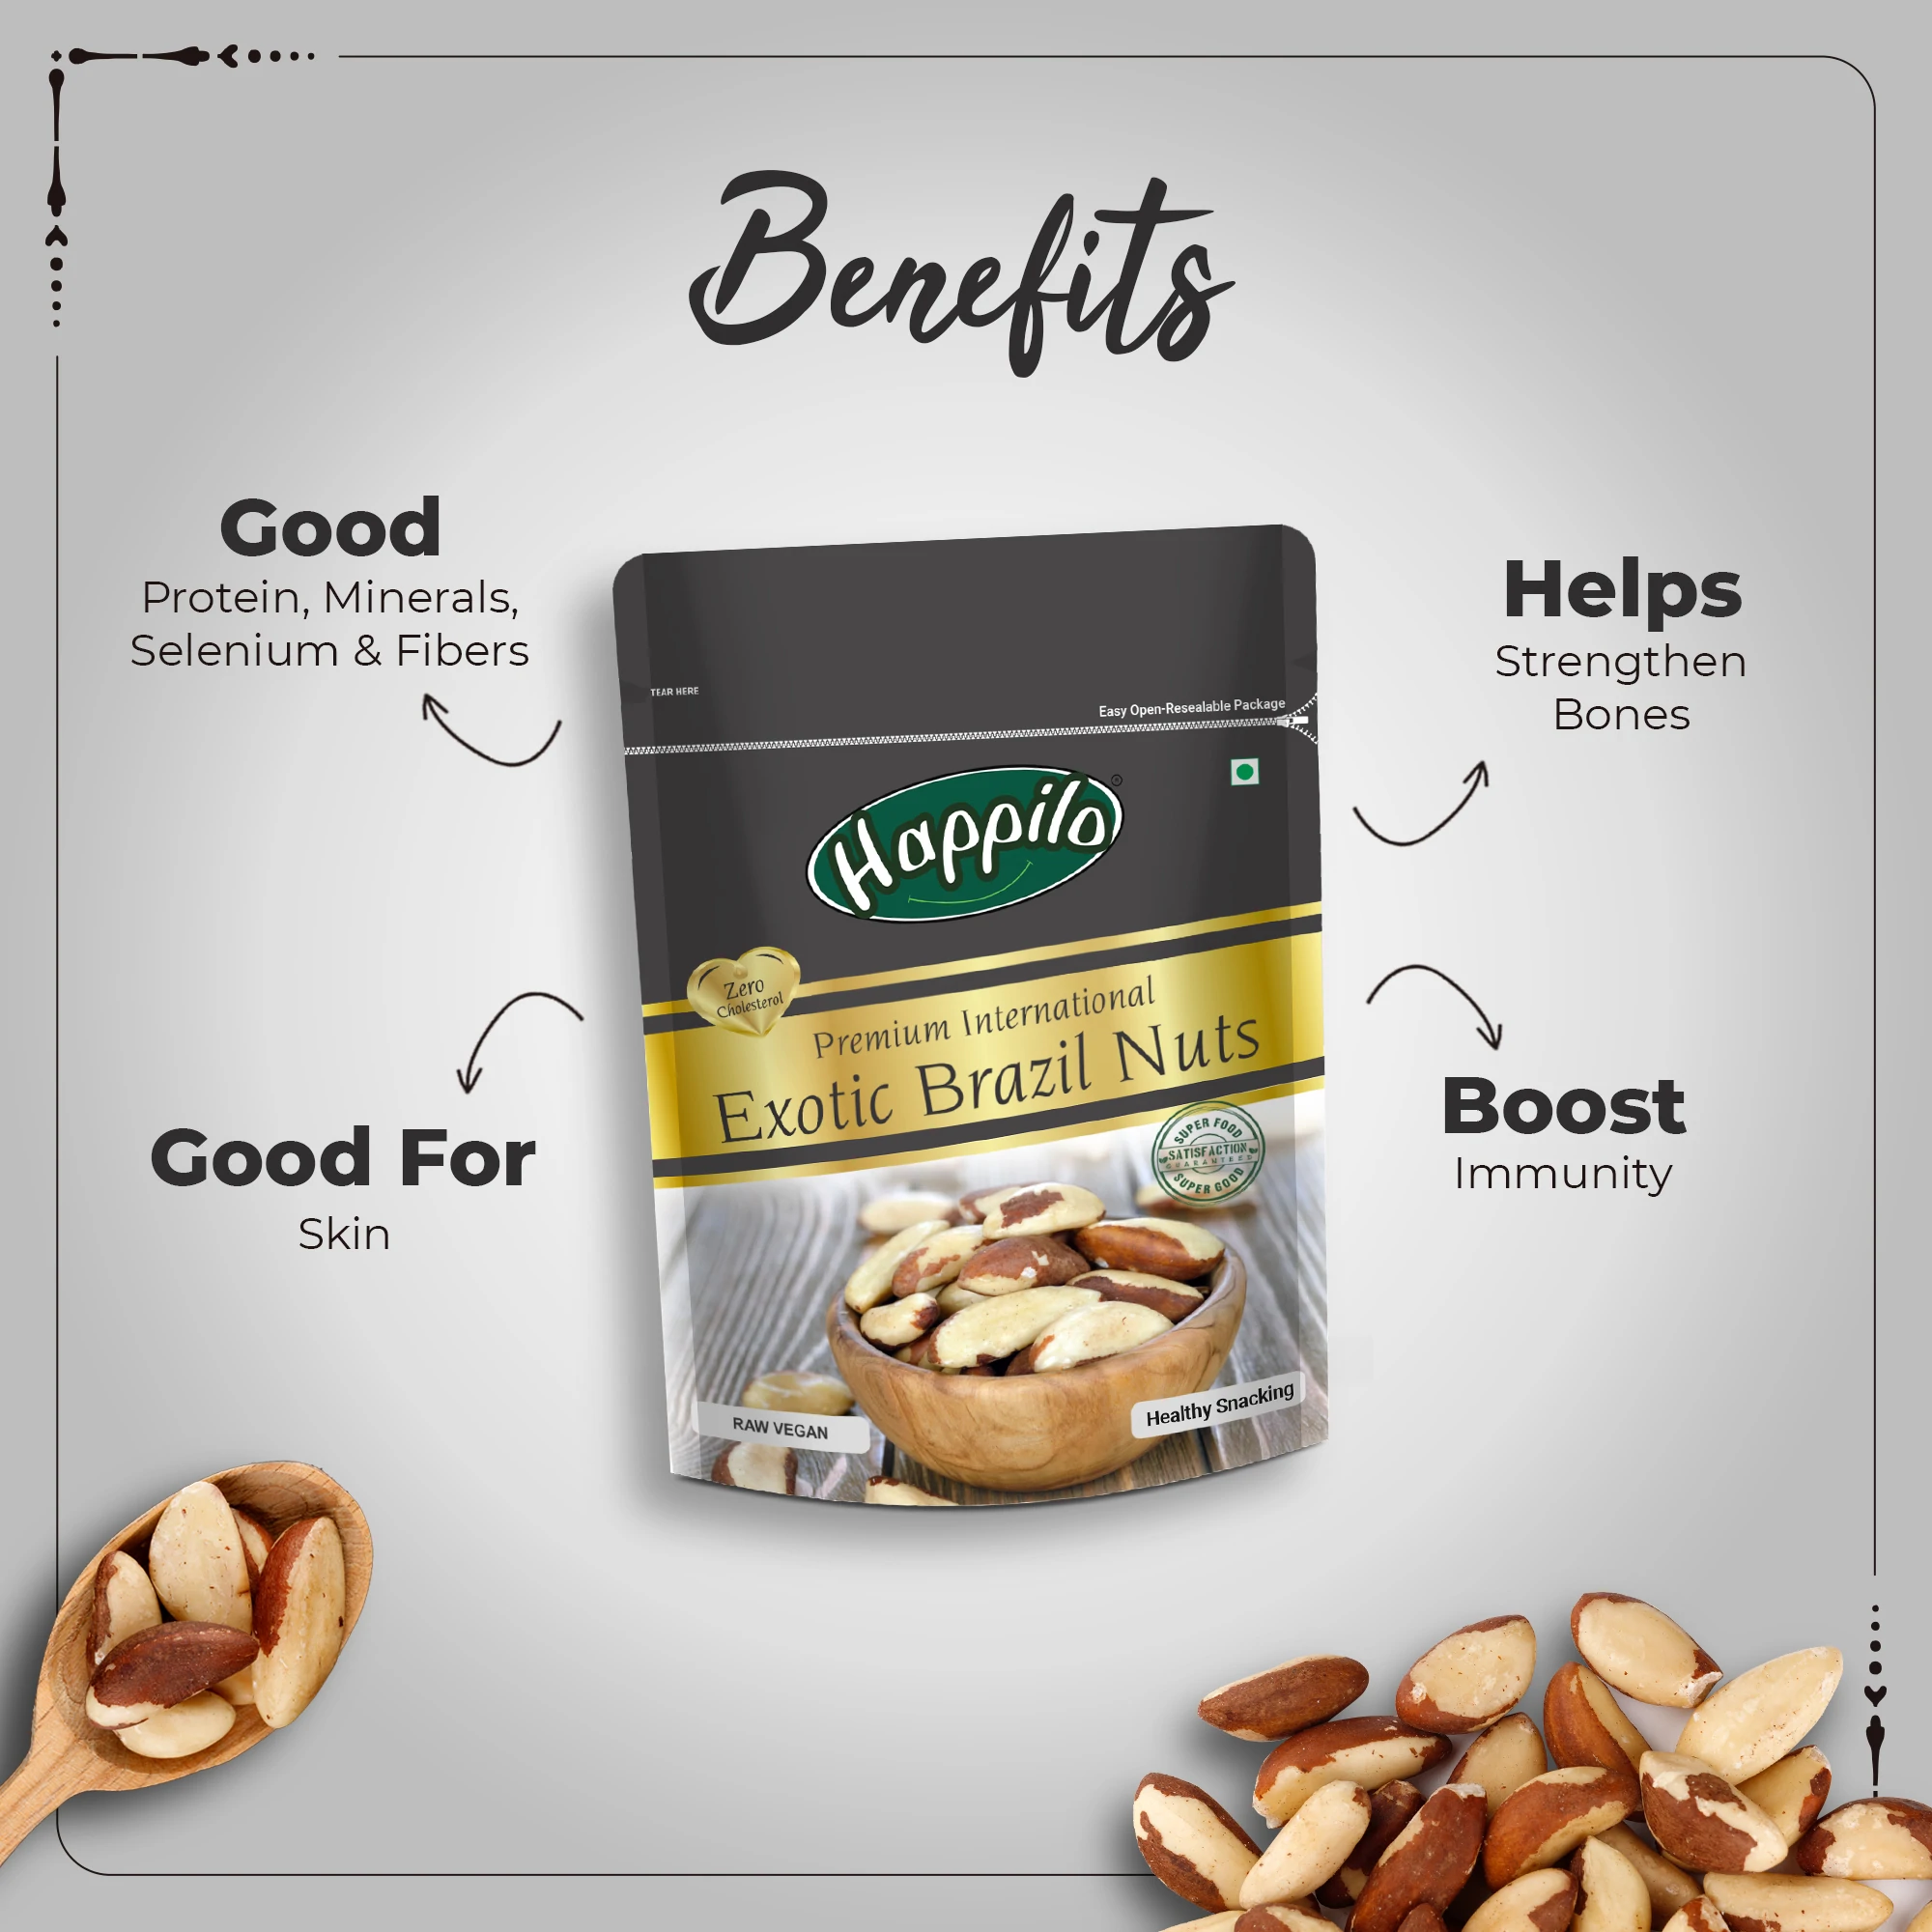 Benefits
Good
Protein, Minerals,
Selenium & Fibers
Helps
Strengthen
Bones
Good For
Skin
Boost
Immunity
TEAR HERE
Easy Open-Resealable Package
Happilo®
Zero
Cholesterol
Premium International
Exotic Brazil Nuts
SUPER FOOD
SATISFACTION
GUARANTEED
SUPER GOOD
RAW VEGAN
Healthy Snacking